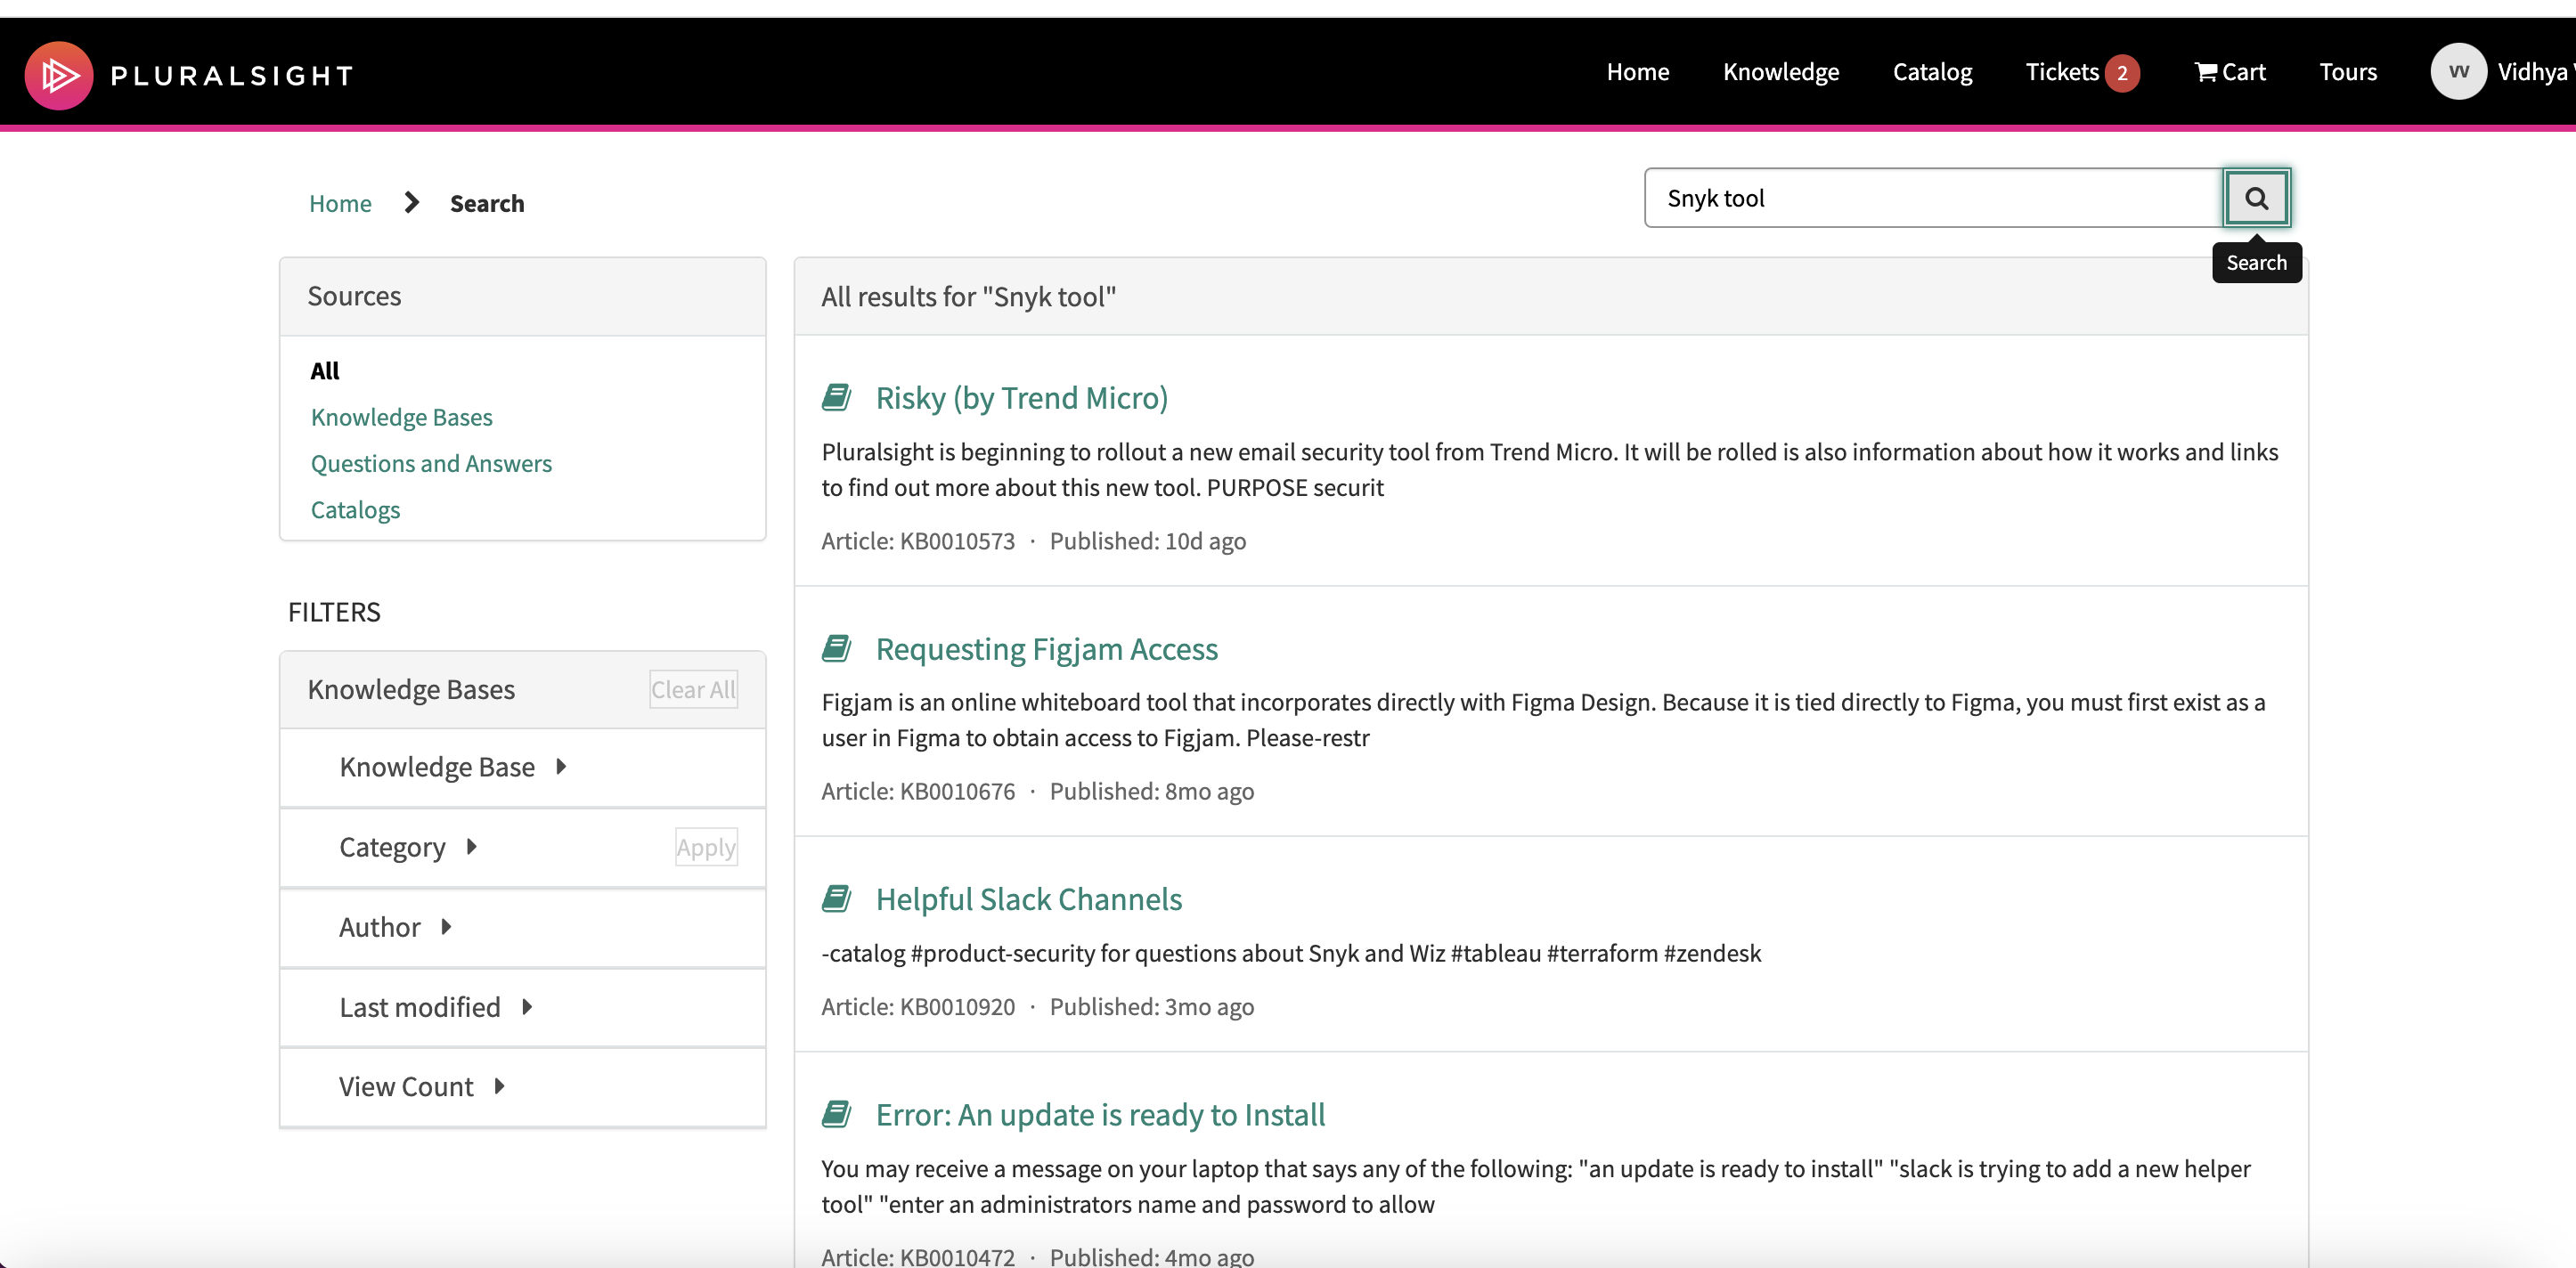 PLURALSIGHT
Home Knowledge Catalog Tickets 2 Cart Tours VV Vidhya
Home Search
Snyk tool
Search
Sources
All
Knowledge Bases
Questions and Answers
Catalogs
FILTERS
Knowledge Bases Clear All
Knowledge Base
Category Apply
Author
Last modified
View Count
All results for "Snyk tool"
Risky (by Trend Micro)
Pluralsight is beginning to rollout a new email security tool from Trend Micro. It will be rolled is also information about how it works and links
to find out more about this new tool. PURPOSE securit
Article: KB0010573 · Published: 10d ago
Requesting Figjam Access
Figjam is an online whiteboard tool that incorporates directly with Figma Design. Because it is tied directly to Figma, you must first exist as a
user in Figma to obtain access to Figjam. Please-restr
Article: KB0010676 · Published: 8mo ago
Helpful Slack Channels
-catalog #product-security for questions about Snyk and Wiz #tableau #terraform #zendesk
Article: KB0010920 · Published: 3mo ago
Error: An update is ready to Install
You may receive a message on your laptop that says any of the following: "an update is ready to install" "slack is trying to add a new helper
tool" "enter an administrators name and password to allow
Article: KB0010472 · Published: 4mo ago